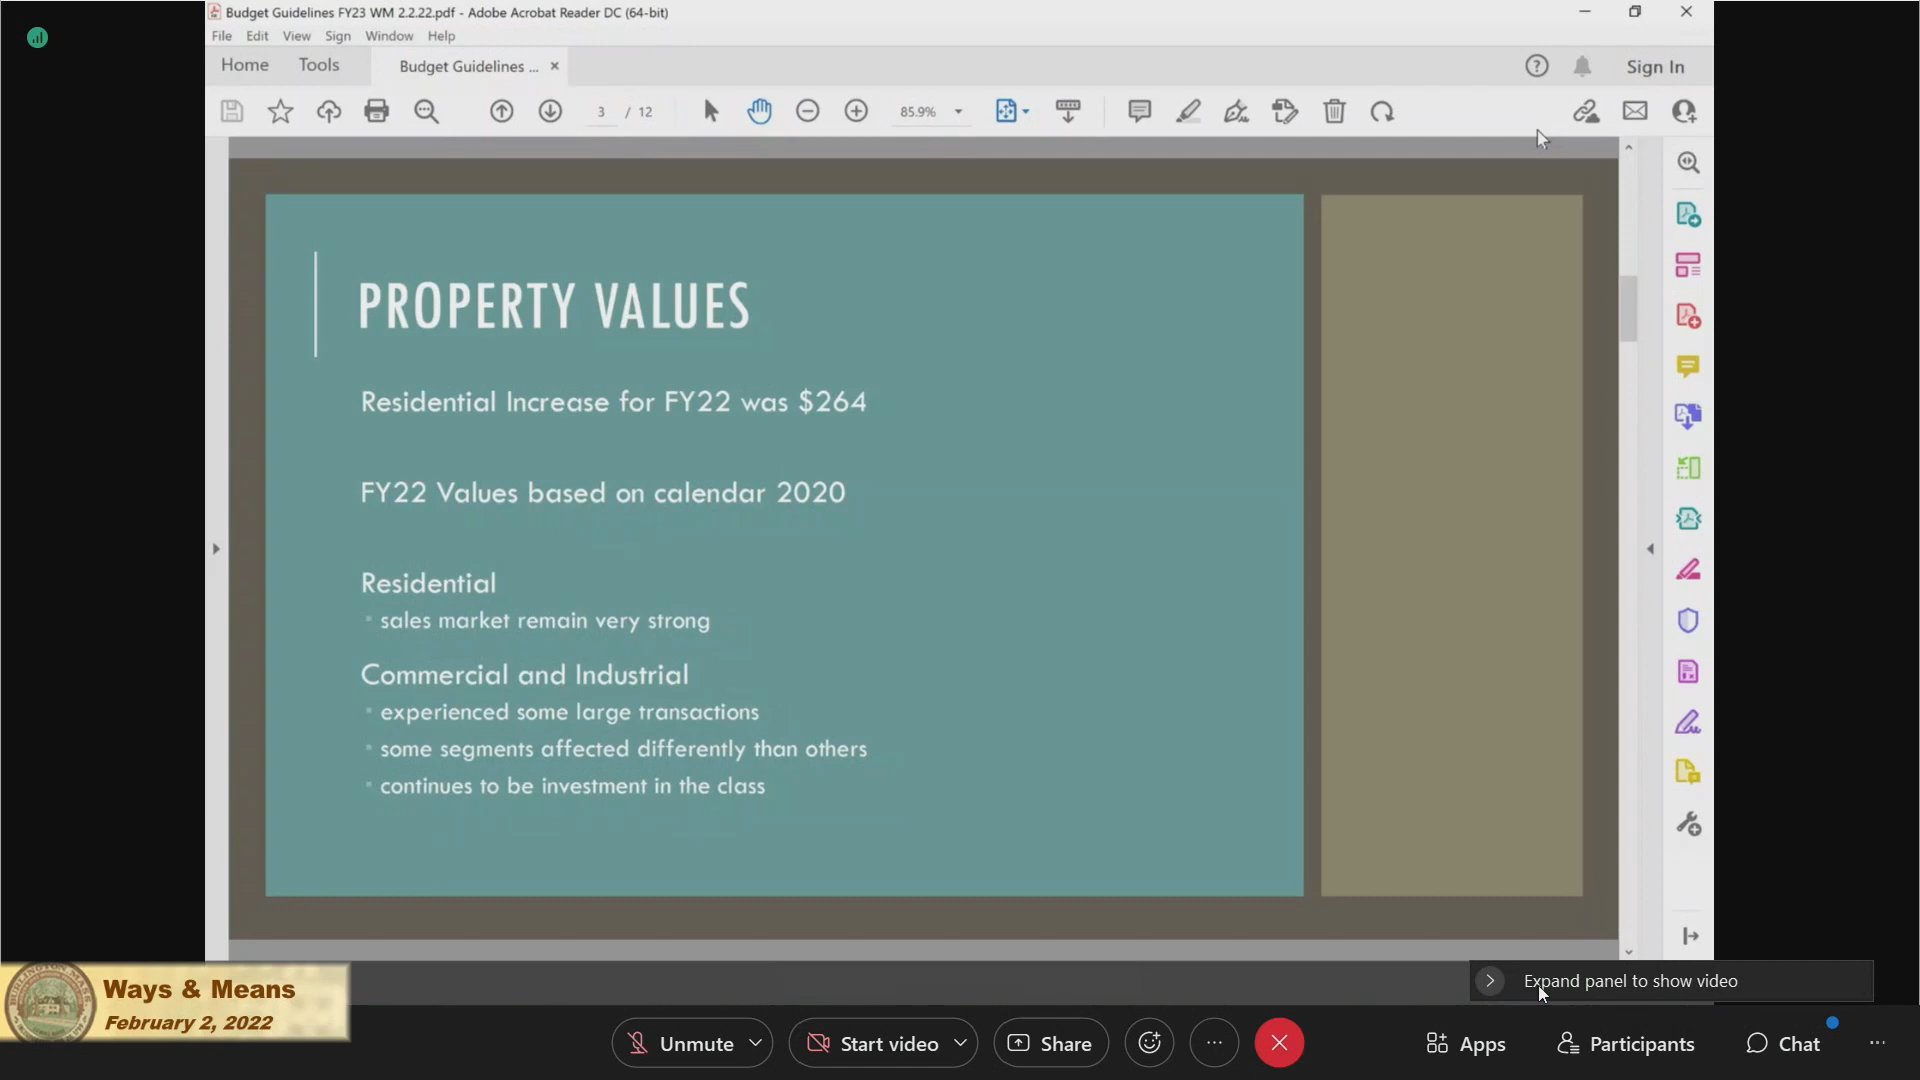 Budget Guidelines FY23 WM 2.2.22.pdf - Adobe Acrobat Reader DC (64-bit)
File Edit View Sign Window Help
Home Tools Budget Guidelines ... × Sign In
3 / 12 85.9%
PROPERTY VALUES
Residential Increase for FY22 was $264
FY22 Values based on calendar 2020
Residential
sales market remain very strong
Commercial and Industrial
experienced some large transactions
some segments affected differently than others
continues to be investment in the class
Expand panel to show video
Ways & Means
February 2, 2022
Unmute Start video Share Apps Participants Chat